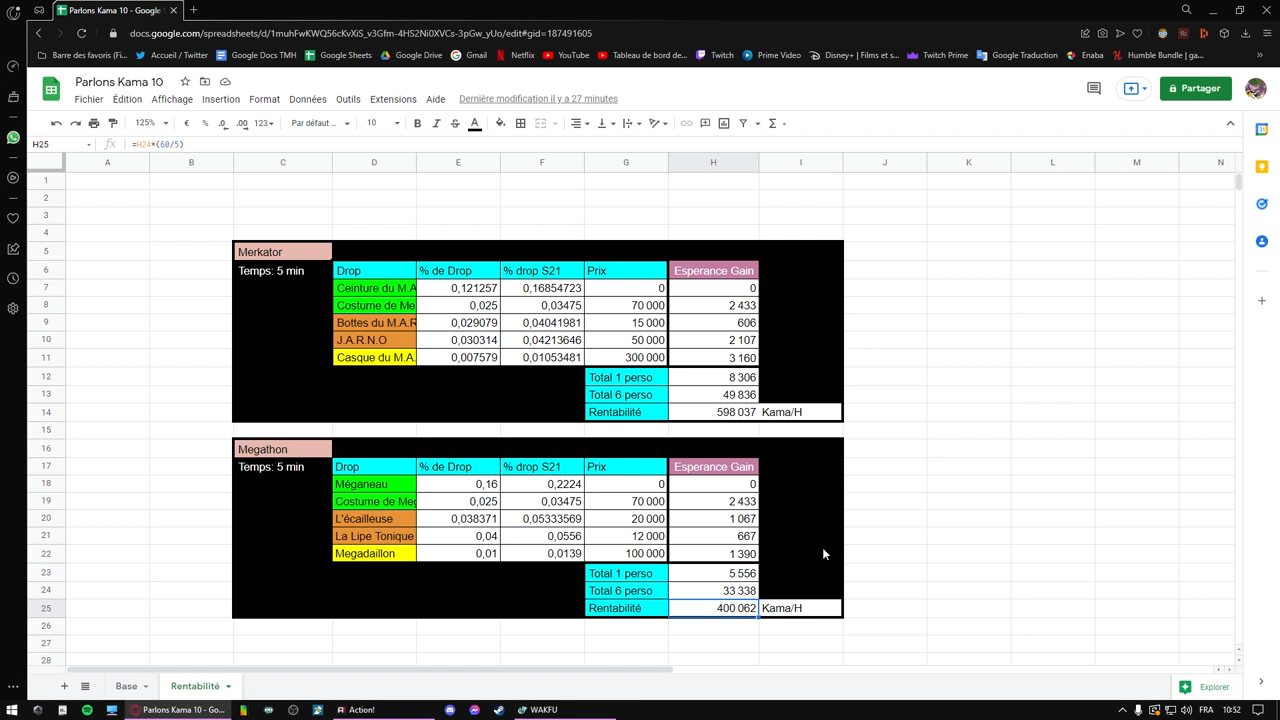 Parlons Kama 10 - Google S
docs.google.com/spreadsheets/d/1muhFwKWQ56cKvXiS_v3Gfm-4HS2Ni0XVCs-3pGw_yUo/edit#gid=187491605
Barre des favoris (Fi... Accueil / Twitter Google Docs TMH Google Sheets Google Drive Gmail Netflix YouTube Tableau de bord de... Twitch Prime Video Disney+ | Films et s... Twitch Prime Google Traduction Enaba Humble Bundle | ga...
Parlons Kama 10
Fichier Édition Affichage Insertion Format Données Outils Extensions Aide Dernière modification il y a 27 minutes
Partager
125% € % .0 .00 123 Par défaut ... 10 B I S A
H25 fx =H24*(60/5)
A B C D E F G H I J K L M N
1
2
3
4
5 Merkator
6 Temps: 5 min Drop % de Drop % drop S21 Prix Esperance Gain
7 Ceinture du M.A 0,121257 0,16854723 0 0
8 Costume de Me 0,025 0,03475 70 000 2 433
9 Bottes du M.A.R 0,029079 0,04041981 15 000 606
10 J.A.R.N.O 0,030314 0,04213646 50 000 2 107
11 Casque du M.A. 0,007579 0,01053481 300 000 3 160
12 Total 1 perso 8 306
13 Total 6 perso 49 836
14 Rentabilité 598 037 Kama/H
15
16 Megathon
17 Temps: 5 min Drop % de Drop % drop S21 Prix Esperance Gain
18 Méganeau 0,16 0,2224 0 0
19 Costume de Meg 0,025 0,03475 70 000 2 433
20 L'écailleuse 0,038371 0,05333569 20 000 1 067
21 La Lipe Tonique 0,04 0,0556 12 000 667
22 Megadaillon 0,01 0,0139 100 000 1 390
23 Total 1 perso 5 556
24 Total 6 perso 33 338
25 Rentabilité 400 062 Kama/H
26
27
28
Base Rentabilité Explorer
Parlons Kama 10 - Go... Action! WAKFU FR 10:52